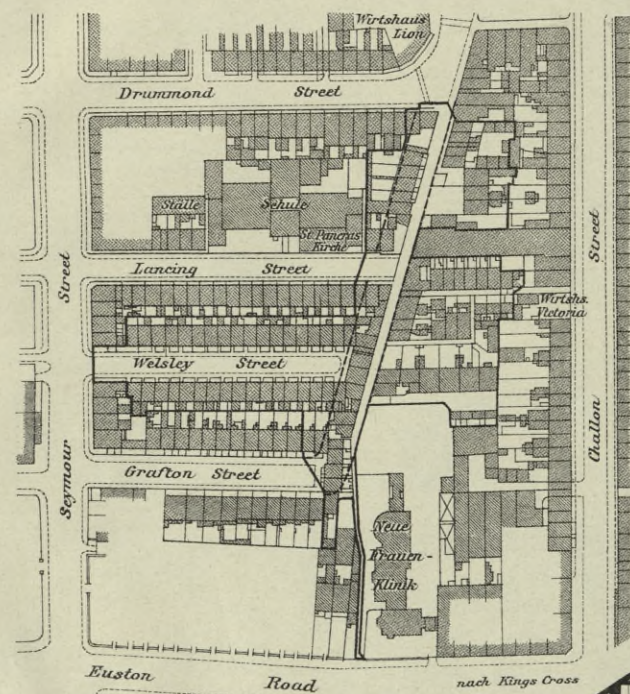 Wirtshaus
Lion
Drummond Street
Ställe
Schule
St. Pancras
Kirche
Street
Street
Lancing Street
Wirtshs.
Victoria
Welsley Street
Challon
Seymour
Grafton Street
Neue
Frauen-
Klinik
Euston Road
nach Kings Cross